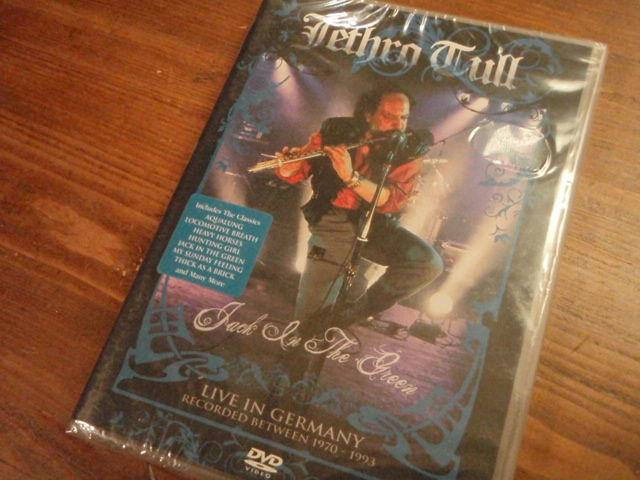 Jethro Tull
includes The Classics
AQUALUNG
LOCOMOTIVE BREATH
HEAVY HORSES
HUNTING GIRL
JACK IN THE GREEN
MY SUNDAY FEELING
THICK AS A BRICK
and Many More
Jack In The Green
LIVE IN GERMANY
RECORDED BETWEEN 1970 - 1993
DVD
VIDEO